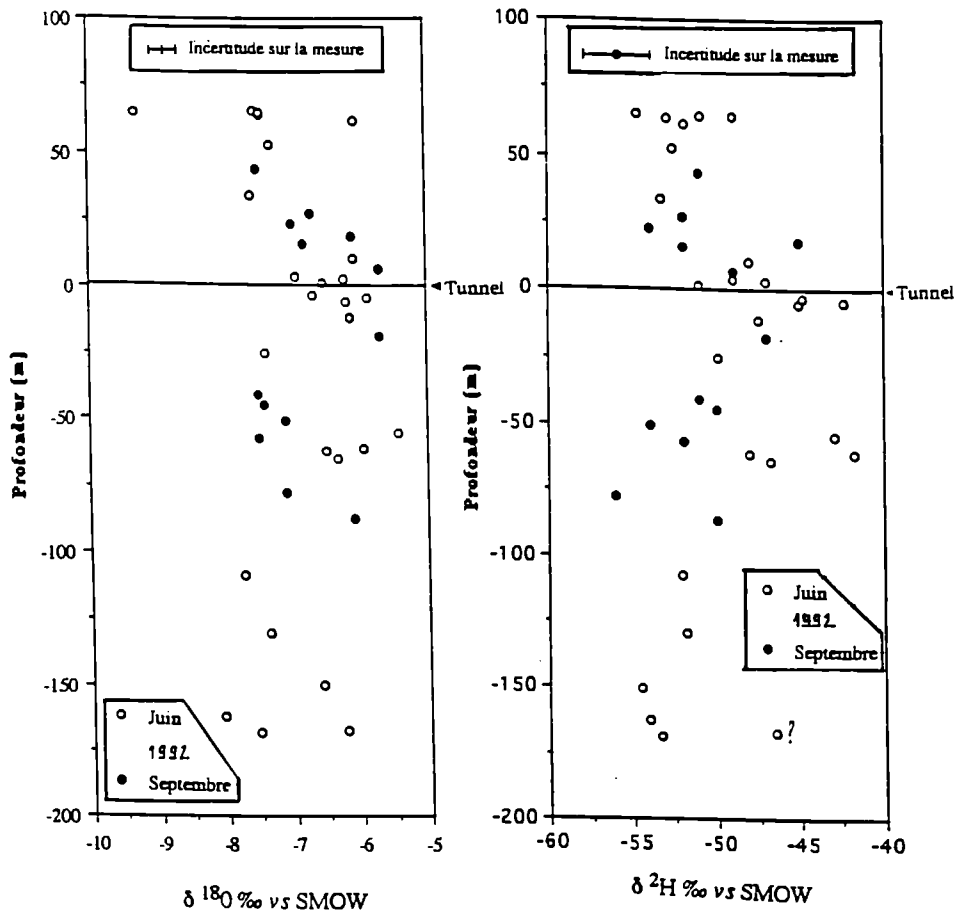 100
50
0
-50
-100
-150
-200
Profondeur (m)
Incertitude sur la mesure
Tunnel
Juin
1992
Septembre
-10
-9
-8
-7
-6
-5
δ ¹⁸O ‰ vs SMOW
100
50
0
-50
-100
-150
-200
Profondeur (m)
Incertitude sur la mesure
Tunnel
Juin
1992
Septembre
?
-60
-55
-50
-45
-40
δ ²H ‰ vs SMOW